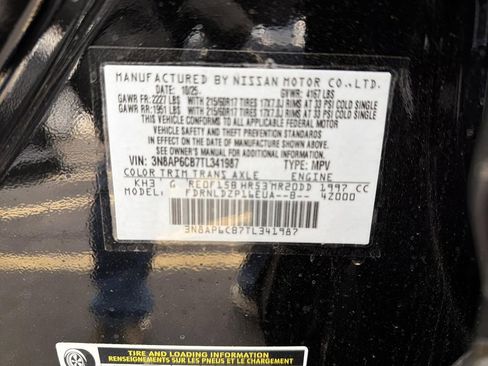 MANUFACTURED BY NISSAN MOTOR CO.,LTD.
DATE: 10/25 GVWR: 4167 LBS
GAWR FR: 2227 LBS WITH 215/60R17 TIRES 17X7.0J RIMS AT 33 PSI COLD SINGLE
GAWR RR: 1951 LBS WITH 215/60R17 TIRES 17X7.0J RIMS AT 33 PSI COLD SINGLE
THIS VEHICLE CONFORMS TO ALL APPLICABLE FEDERAL MOTOR
VEHICLE SAFETY, BUMPER, AND THEFT PREVENTION STANDARDS
IN EFFECT ON THE DATE OF MANUFACTURE SHOWN ABOVE.
SEE OWNER'S MANUAL FOR ADDITIONAL INFORMATION.
VIN: 3N8AP6CB7TL341987 TYPE: MPV
COLOR TRIM TRANS AXLE ENGINE
KH3 G RE0F15B HR53 MR20DD 1997 CC
MODEL: FDRNLDZP16EUA--B-- 42000
3N8AP6CB7TL341987
TIRE AND LOADING INFORMATION
RENSEIGNEMENTS SUR LES PNEUS ET LE CHARGEMENT